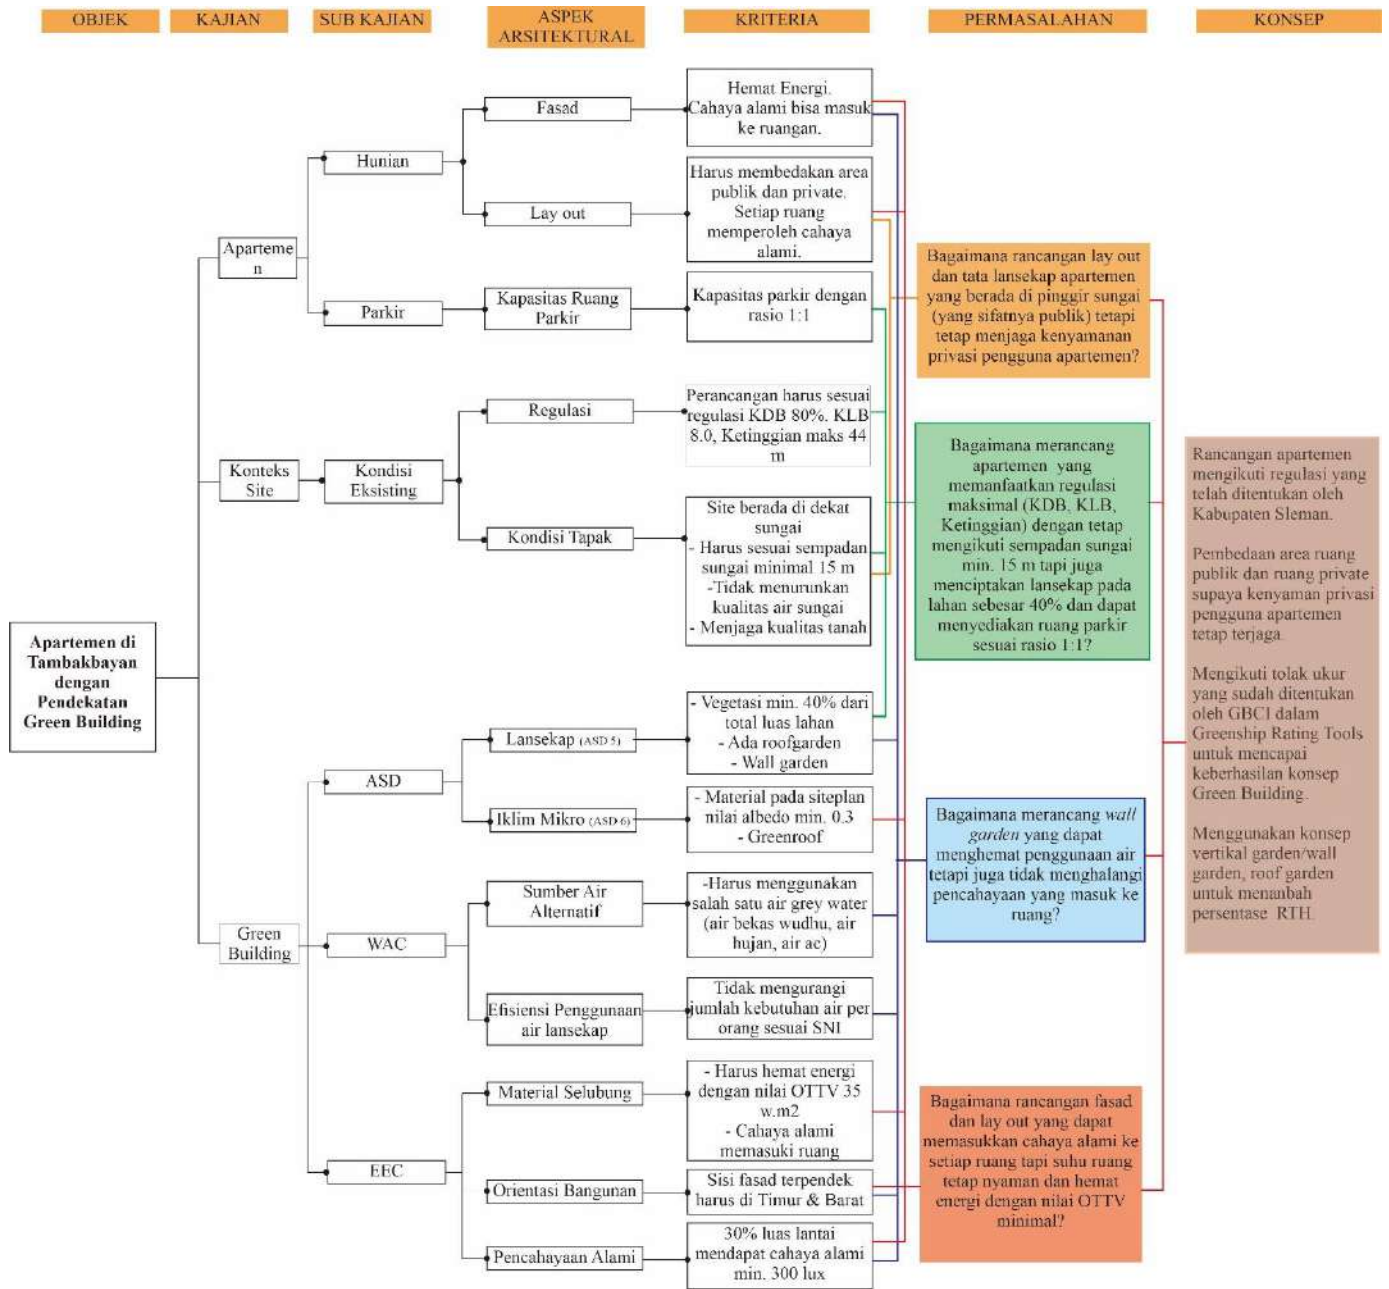 OBJEK
KAJIAN
SUB KAJIAN
ASPEK
ARSITEKTURAL
KRITERIA
PERMASALAHAN
KONSEP
Apartemen di
Tambakbayan
dengan
Pendekatan
Green Building
Aparteme
n
Konteks
Site
Green
Building
Hunian
Parkir
Kondisi
Eksisting
ASD
WAC
EEC
Fasad
Lay out
Kapasitas Ruang
Parkir
Regulasi
Kondisi Tapak
Lansekap (ASD 5)
Iklim Mikro (ASD 6)
Sumber Air
Alternatif
Efisiensi Penggunaan
air lansekap
Material Selubung
Orientasi Bangunan
Pencahayaan Alami
Hemat Energi.
Cahaya alami bisa masuk
ke ruangan.
Harus membedakan area
publik dan private.
Setiap ruang
memperoleh cahaya
alami.
Kapasitas parkir dengan
rasio 1:1
Perancangan harus sesuai
regulasi KDB 80%. KLB
8.0, Ketinggian maks 44
m
Site berada di dekat
sungai
- Harus sesuai sempadan
sungai minimal 15 m
-Tidak menurunkan
kualitas air sungai
- Menjaga kualitas tanah
- Vegetasi min. 40% dari
total luas lahan
- Ada roofgarden
- Wall garden
- Material pada siteplan
nilai albedo min. 0.3
- Greenroof
-Harus menggunakan
salah satu air grey water
(air bekas wudhu, air
hujan, air ac)
Tidak mengurangi
jumlah kebutuhan air per
orang sesuai SNI
- Harus hemat energi
dengan nilai OTTV 35
w.m2
- Cahaya alami
memasuki ruang
Sisi fasad terpendek
harus di Timur & Barat
30% luas lantai
mendapat cahaya alami
min. 300 lux
Bagaimana rancangan lay out
dan tata lansekap apartemen
yang berada di pinggir sungai
(yang sifatnya publik) tetapi
tetap menjaga kenyamanan
privasi pengguna apartemen?
Bagaimana merancang
apartemen yang
memanfaatkan regulasi
maksimal (KDB, KLB,
Ketinggian) dengan tetap
mengikuti sempadan sungai
min. 15 m tapi juga
menciptakan lansekap pada
lahan sebesar 40% dan dapat
menyediakan ruang parkir
sesuai rasio 1:1?
Bagaimana merancang wall
garden yang dapat
menghemat penggunaan air
tetapi juga tidak menghalangi
pencahayaan yang masuk ke
ruang?
Bagaimana rancangan fasad
dan lay out yang dapat
memasukkan cahaya alami ke
setiap ruang tapi suhu ruang
tetap nyaman dan hemat
energi dengan nilai OTTV
minimal?
Rancangan apartemen
mengikuti regulasi yang
telah ditentukan oleh
Kabupaten Sleman.
Pembedaan area ruang
publik dan ruang private
supaya kenyaman privasi
pengguna apartemen
tetap terjaga.
Mengikuti tolak ukur
yang sudah ditentukan
oleh GBCI dalam
Greenship Rating Tools
untuk mencapai
keberhasilan konsep
Green Building.
Menggunakan konsep
vertikal garden/wall
garden, roof garden
untuk menanbah
persentase RTH.